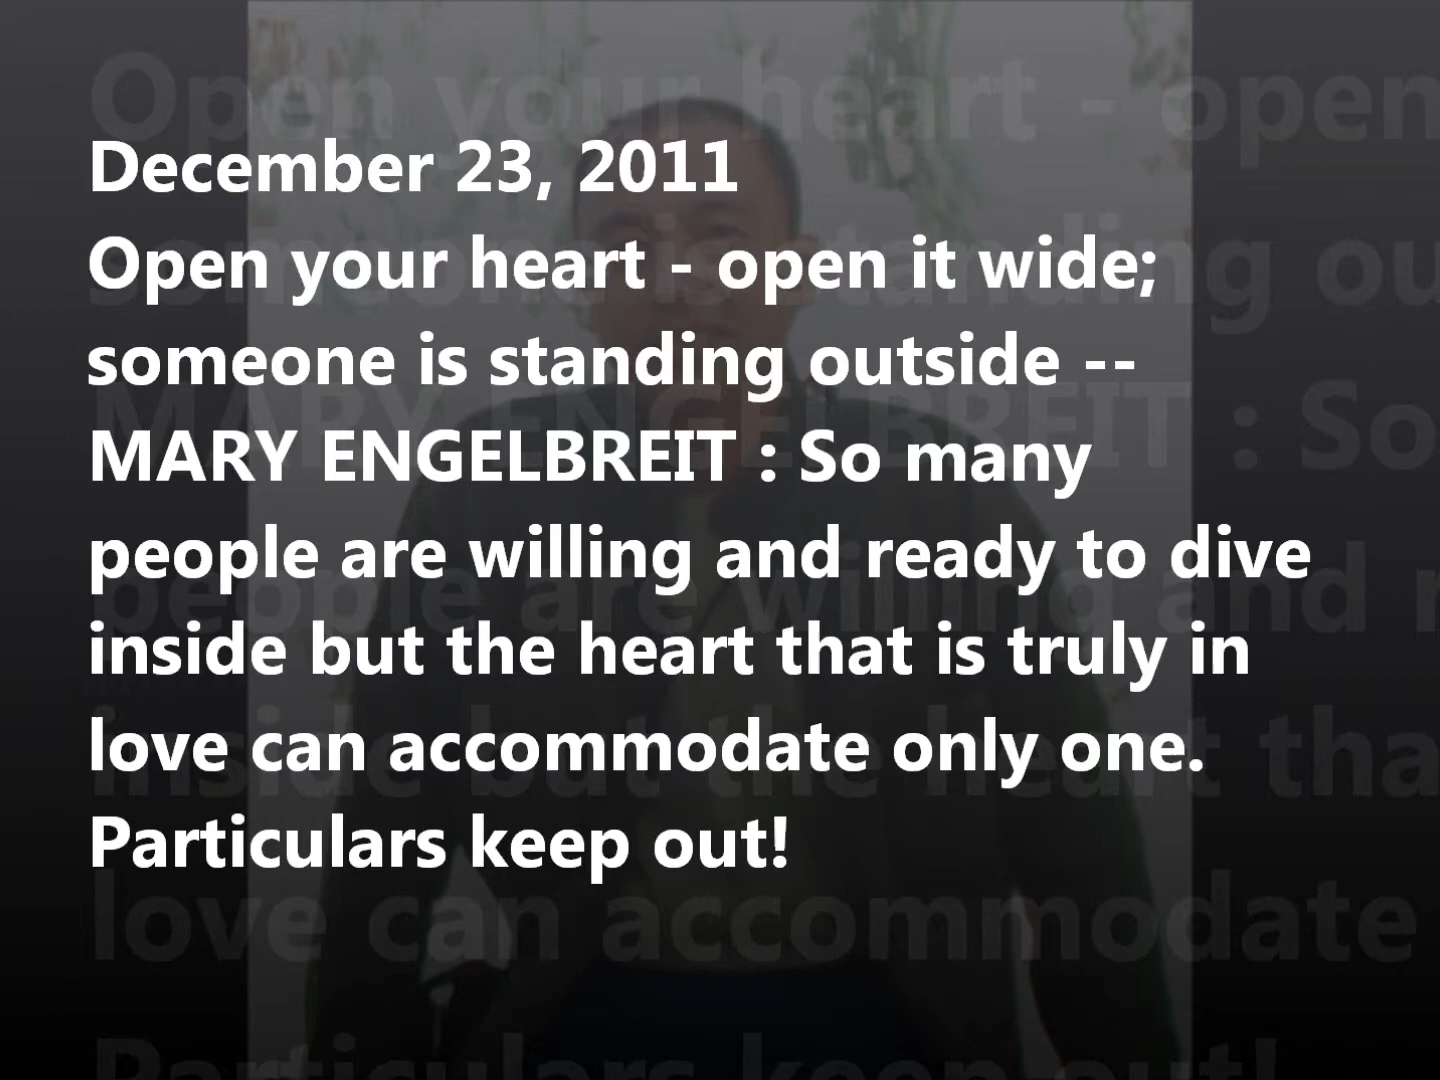 December 23, 2011
Open your heart - open it wide;
someone is standing outside --
MARY ENGELBREIT : So many
people are willing and ready to dive
inside but the heart that is truly in
love can accommodate only one.
Particulars keep out!